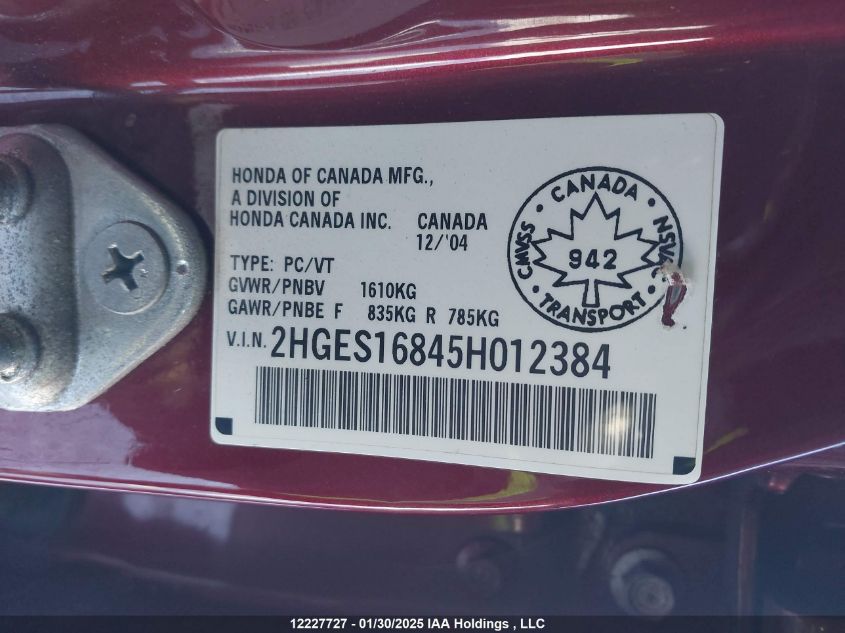 HONDA OF CANADA MFG.,
A DIVISION OF
HONDA CANADA INC. CANADA
12/'04
TYPE: PC/VT
GVWR/PNBV 1610KG
GAWR/PNBE F 835KG R 785KG
V.I.N. 2HGES16845H012384
CANADA
CMVSS
942
TRANSPORT
12227727 - 01/30/2025 IAA Holdings , LLC